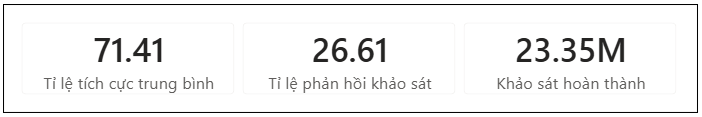 71.41 26.61 23.35M
Tỉ lệ tích cực trung bình Tỉ lệ phản hồi khảo sát Khảo sát hoàn thành